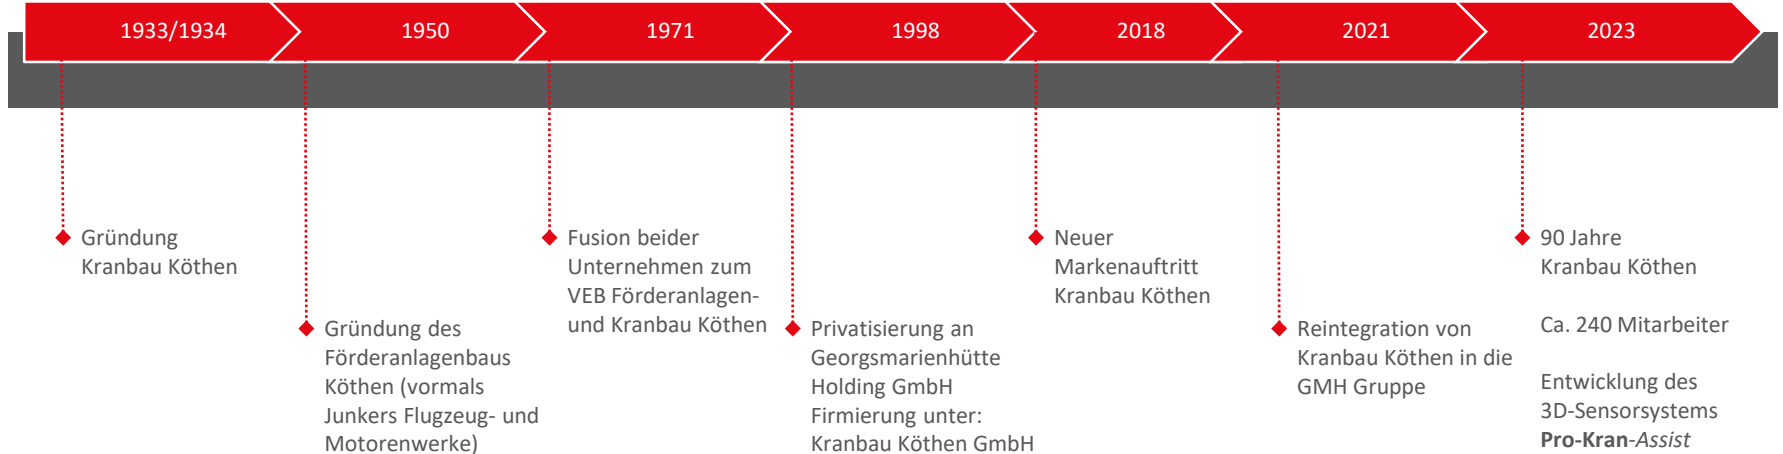 1933/1934
1950
1971
1998
2018
2021
2023
Gründung
Kranbau Köthen
Gründung des
Förderanlagenbaus
Köthen (vormals
Junkers Flugzeug- und
Motorenwerke)
Fusion beider
Unternehmen zum
VEB Förderanlagen-
und Kranbau Köthen
Privatisierung an
Georgsmarienhütte
Holding GmbH
Firmierung unter:
Kranbau Köthen GmbH
Neuer
Markenauftritt
Kranbau Köthen
Reintegration von
Kranbau Köthen in die
GMH Gruppe
90 Jahre
Kranbau Köthen
Ca. 240 Mitarbeiter
Entwicklung des
3D-Sensorsystems
Pro-Kran-Assist